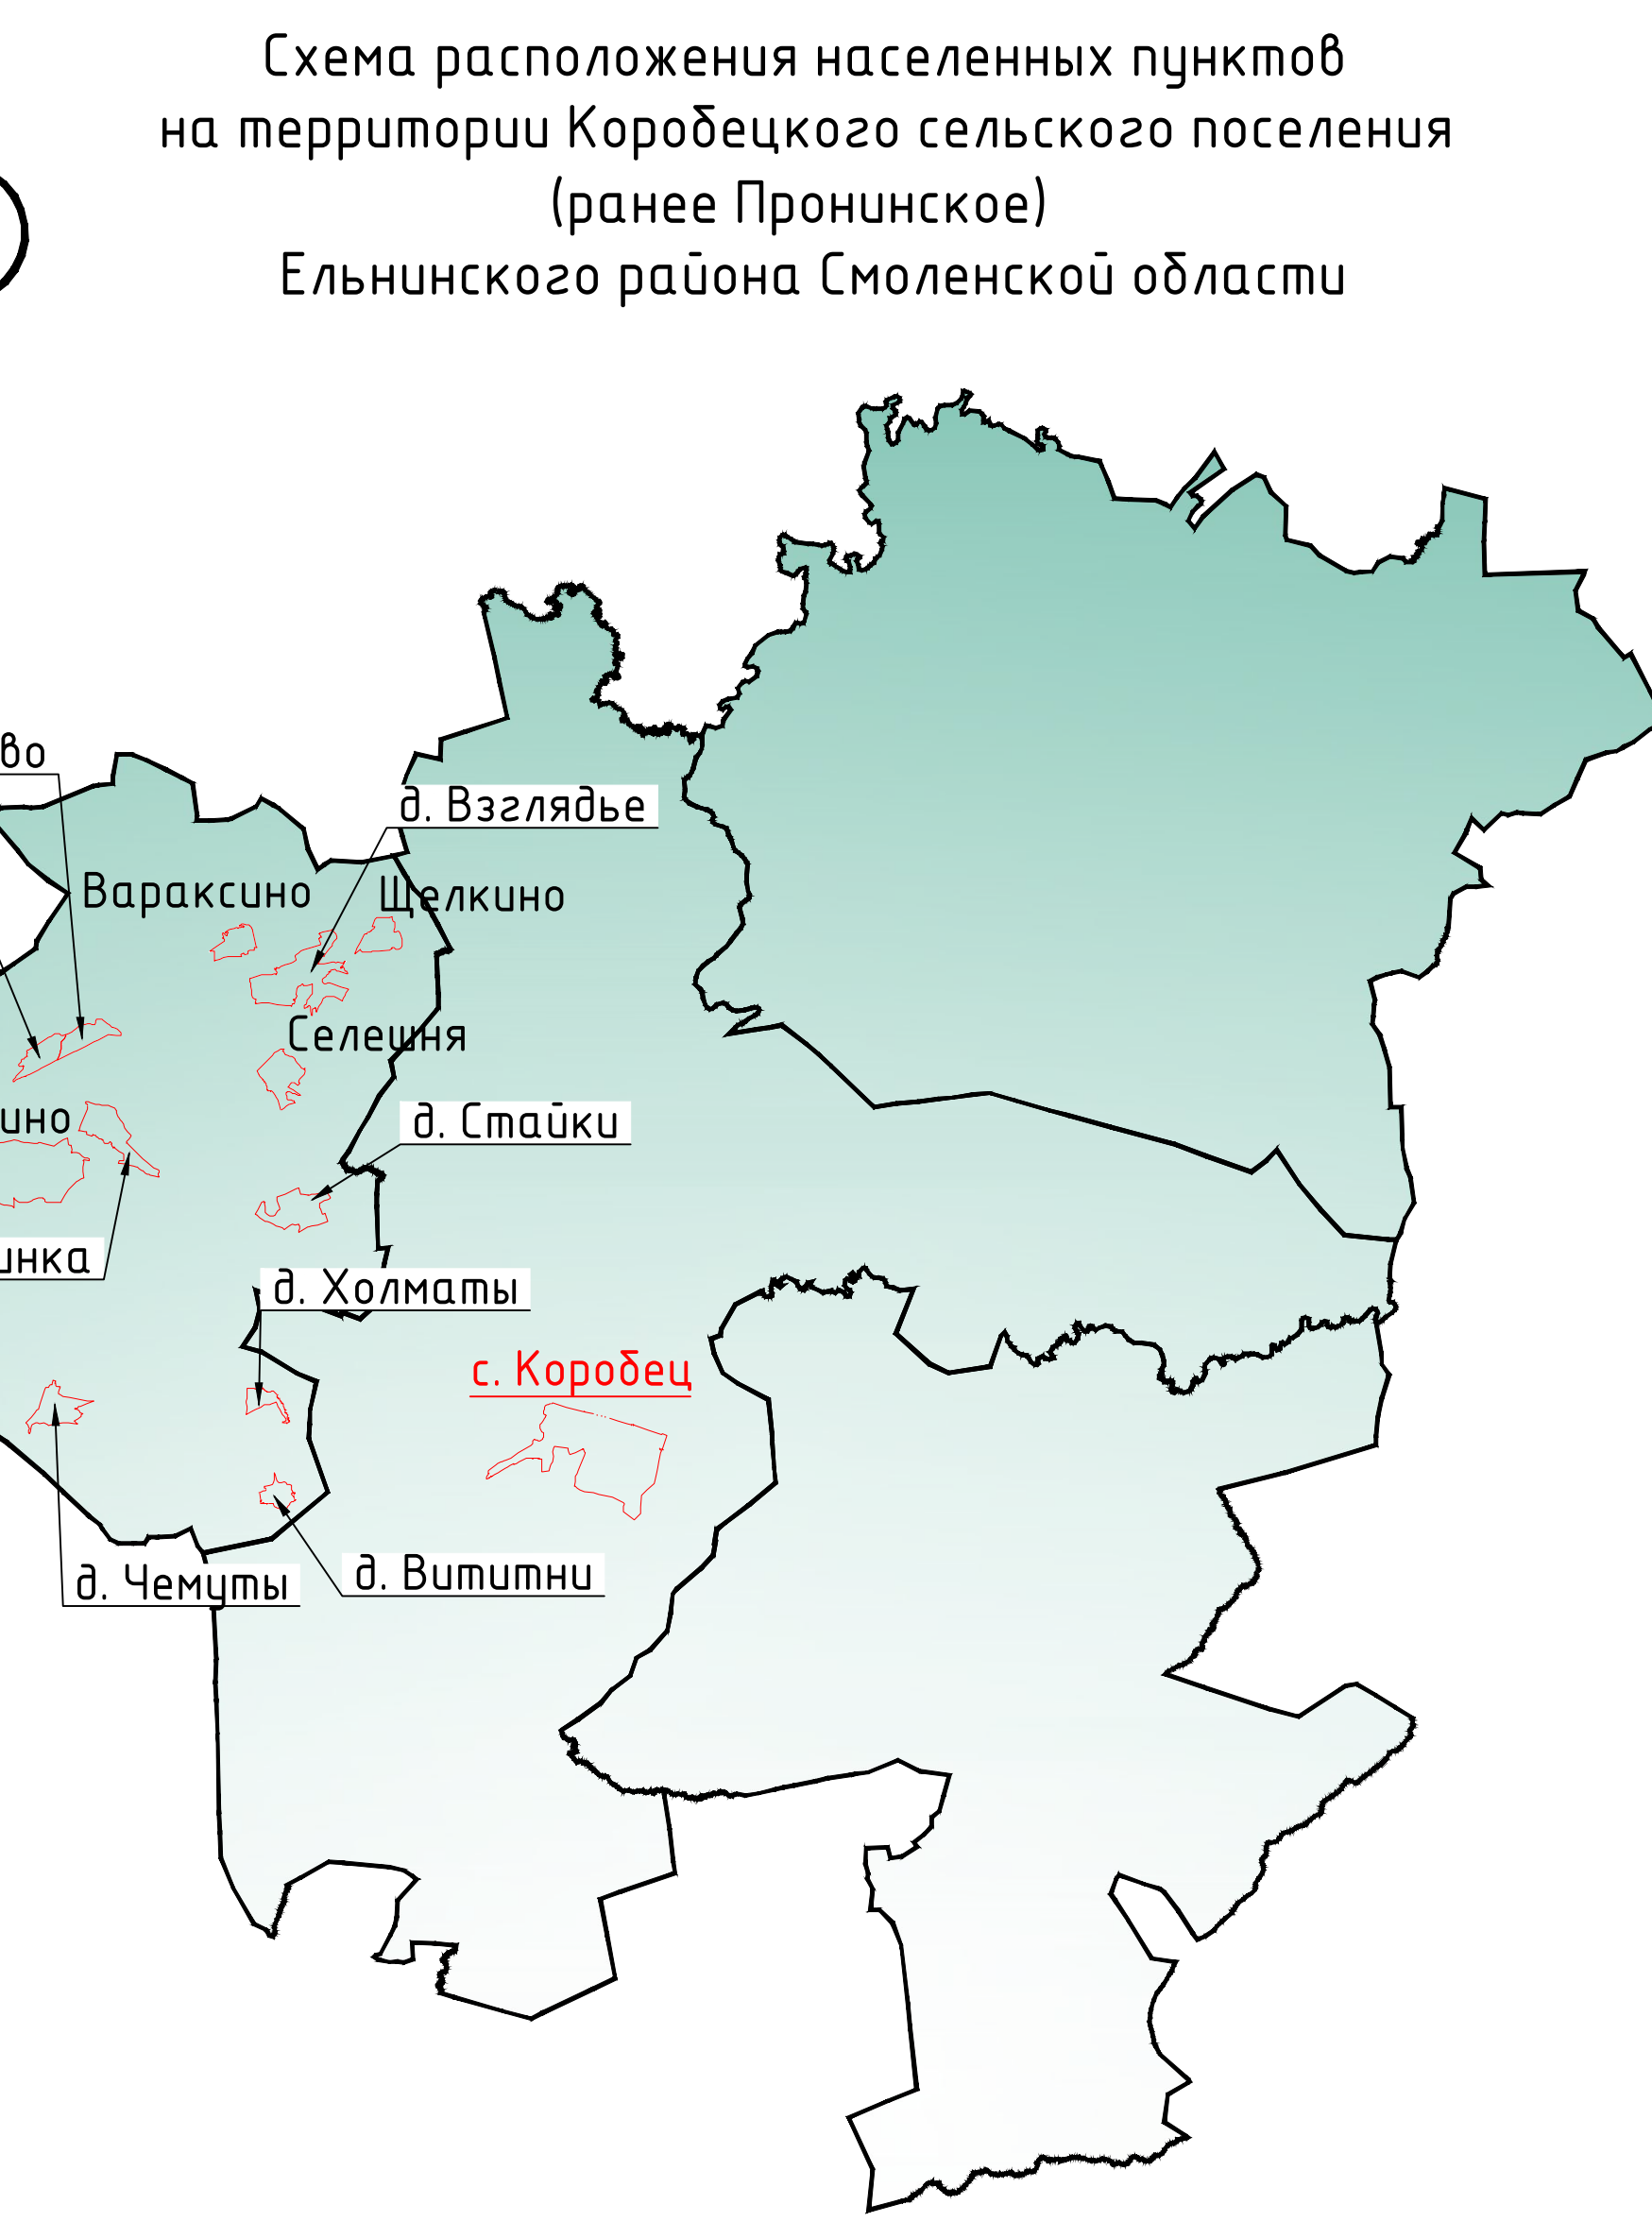 Схема расположения населенных пунктов
на территории Коробецкого сельского поселения
(ранее Пронинское)
Ельнинского района Смоленской области
во
д. Взглядье
Вараксино
Щелкино
Селешня
ино
д. Стайки
инка
д. Холматы
с. Коробец
д. Вититни
д. Чемуты